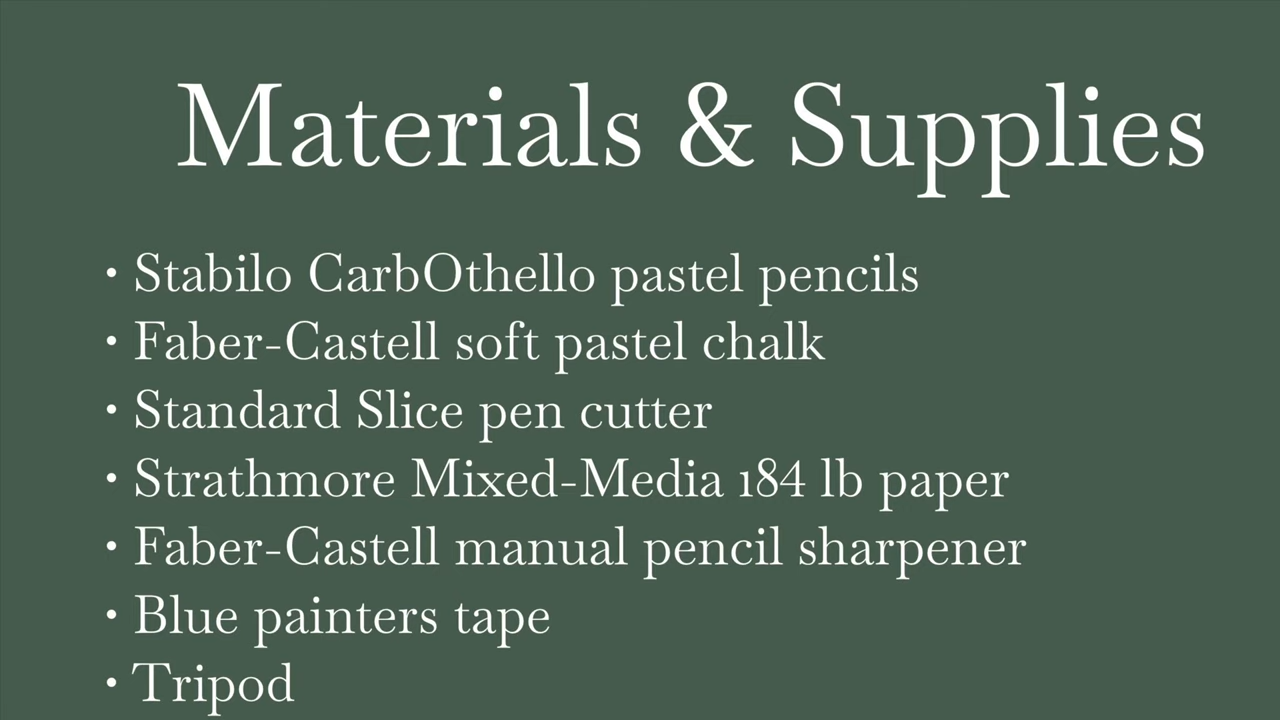 Materials & Supplies
• Stabilo CarbOthello pastel pencils
• Faber-Castell soft pastel chalk
• Standard Slice pen cutter
• Strathmore Mixed-Media 184 lb paper
• Faber-Castell manual pencil sharpener
• Blue painters tape
• Tripod